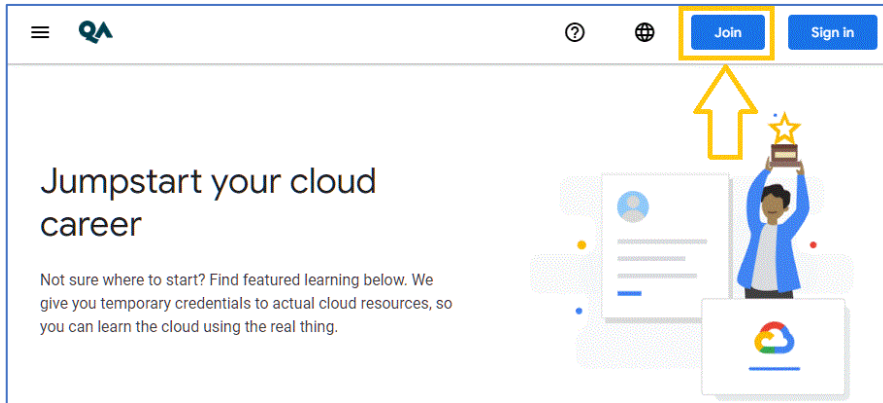 QA
Join
Sign in
Jumpstart your cloud
career
Not sure where to start? Find featured learning below. We
give you temporary credentials to actual cloud resources, so
you can learn the cloud using the real thing.